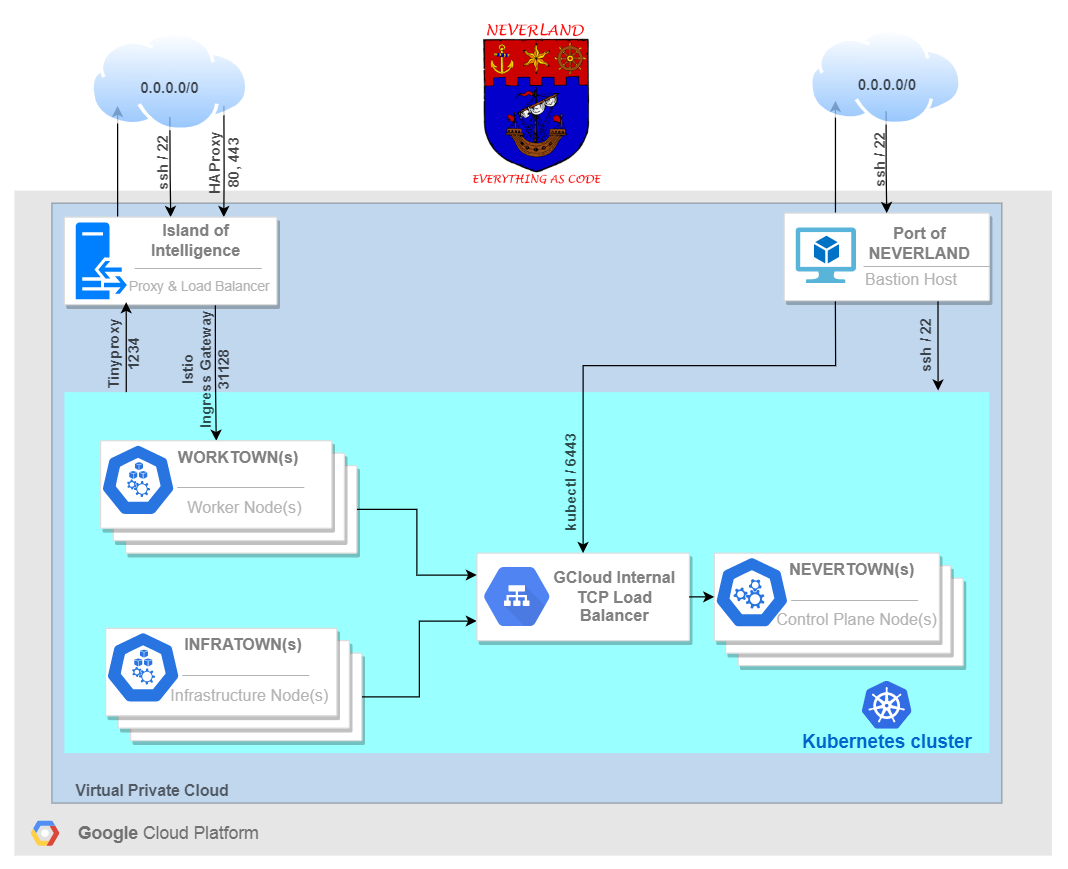 NEVERLAND
EVERYTHING AS CODE
0.0.0.0/0
ssh / 22
HAProxy
80, 443
0.0.0.0/0
ssh / 22
Island of
Intelligence
Proxy & Load Balancer
Port of
NEVERLAND
Bastion Host
Tinyproxy
1234
Istio
Ingress Gateway
31128
ssh / 22
kubectl / 6443
WORKTOWN(s)
Worker Node(s)
GCloud Internal
TCP Load
Balancer
NEVERTOWN(s)
Control Plane Node(s)
INFRATOWN(s)
Infrastructure Node(s)
Kubernetes cluster
Virtual Private Cloud
Google Cloud Platform